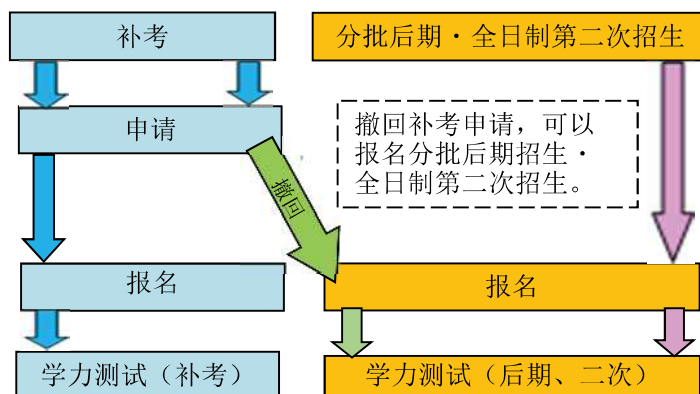 补考
分批后期·全日制第二次招生
申请
撤回补考申请，可以
报名分批后期招生·
全日制第二次招生。
撤回
报名
报名
学力测试（补考）
学力测试（后期、二次）